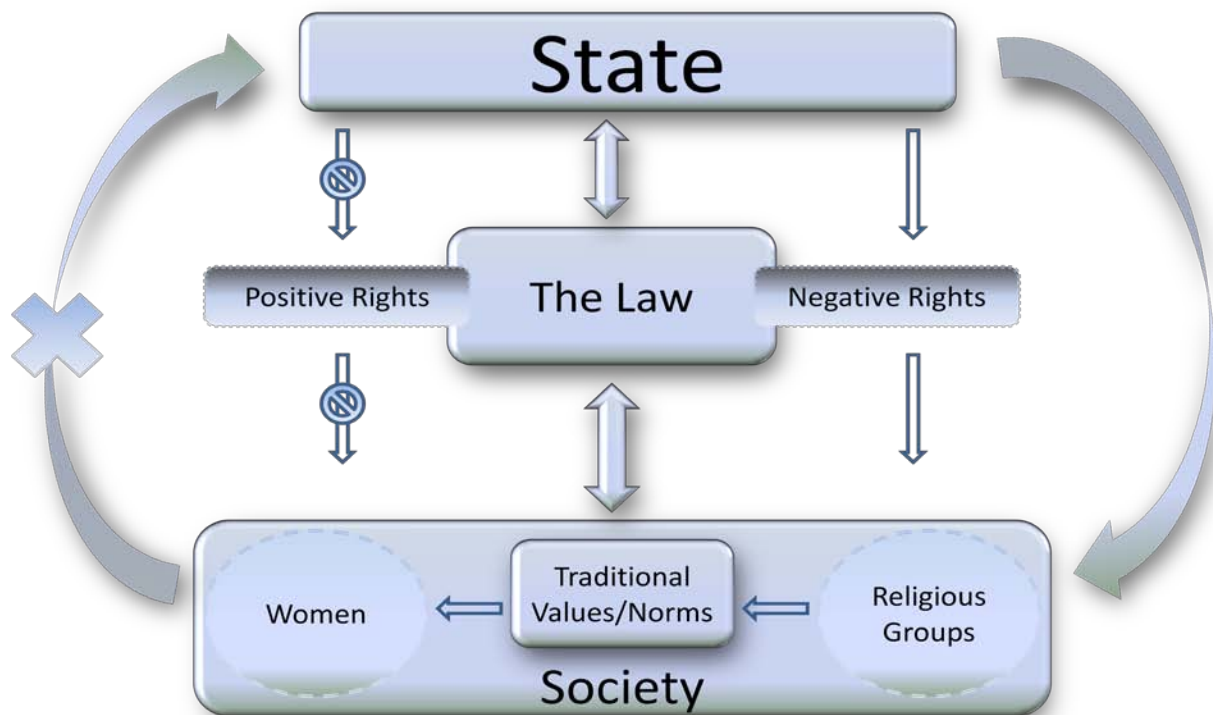 State
Positive Rights
The Law
Negative Rights
Women
Traditional
Values/Norms
Religious
Groups
Society